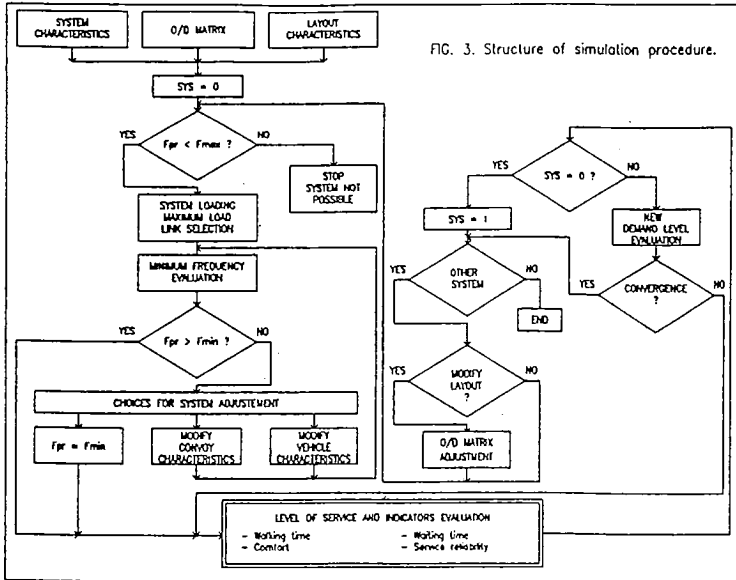 SYSTEM
CHARACTERISTICS
O/D MATRIX
LAYOUT
CHARACTERISTICS
FIG. 3. Structure of simulation procedure.
SYS = 0
YES
Fpr < Fmax ?
NO
STOP
SYSTEM NOT
POSSIBLE
SYSTEM LOADING
MAXIMUM LOAD
LINK SELECTION
MINIMUM FREQUENCY
EVALUATION
YES
Fpr > Fmin ?
NO
CHOICES FOR SYSTEM ADJUSTEMENT
Fpr = Fmin
MODIFY
CONVOY
CHARACTERISTICS
MODIFY
VEHICLE
CHARACTERISTICS
YES
SYS = 0 ?
NO
SYS = 1
NEW
DEMAND LEVEL
EVALUATION
YES
OTHER
SYSTEM
NO
END
YES
CONVERGENCE
?
NO
YES
MODIFY
LAYOUT
?
NO
O/D MATRIX
ADJUSTMENT
LEVEL OF SERVICE AND INDICATORS EVALUATION
- Walking time
- Waiting time
- Comfort
- Service reliability